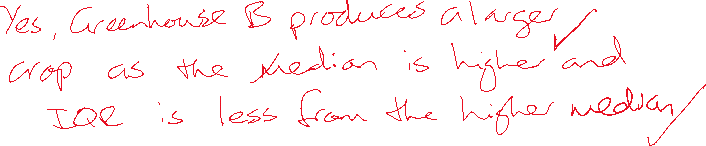 Yes, Greenhouse B produces a larger
crop as the median is higher and
IQR is less from the higher median